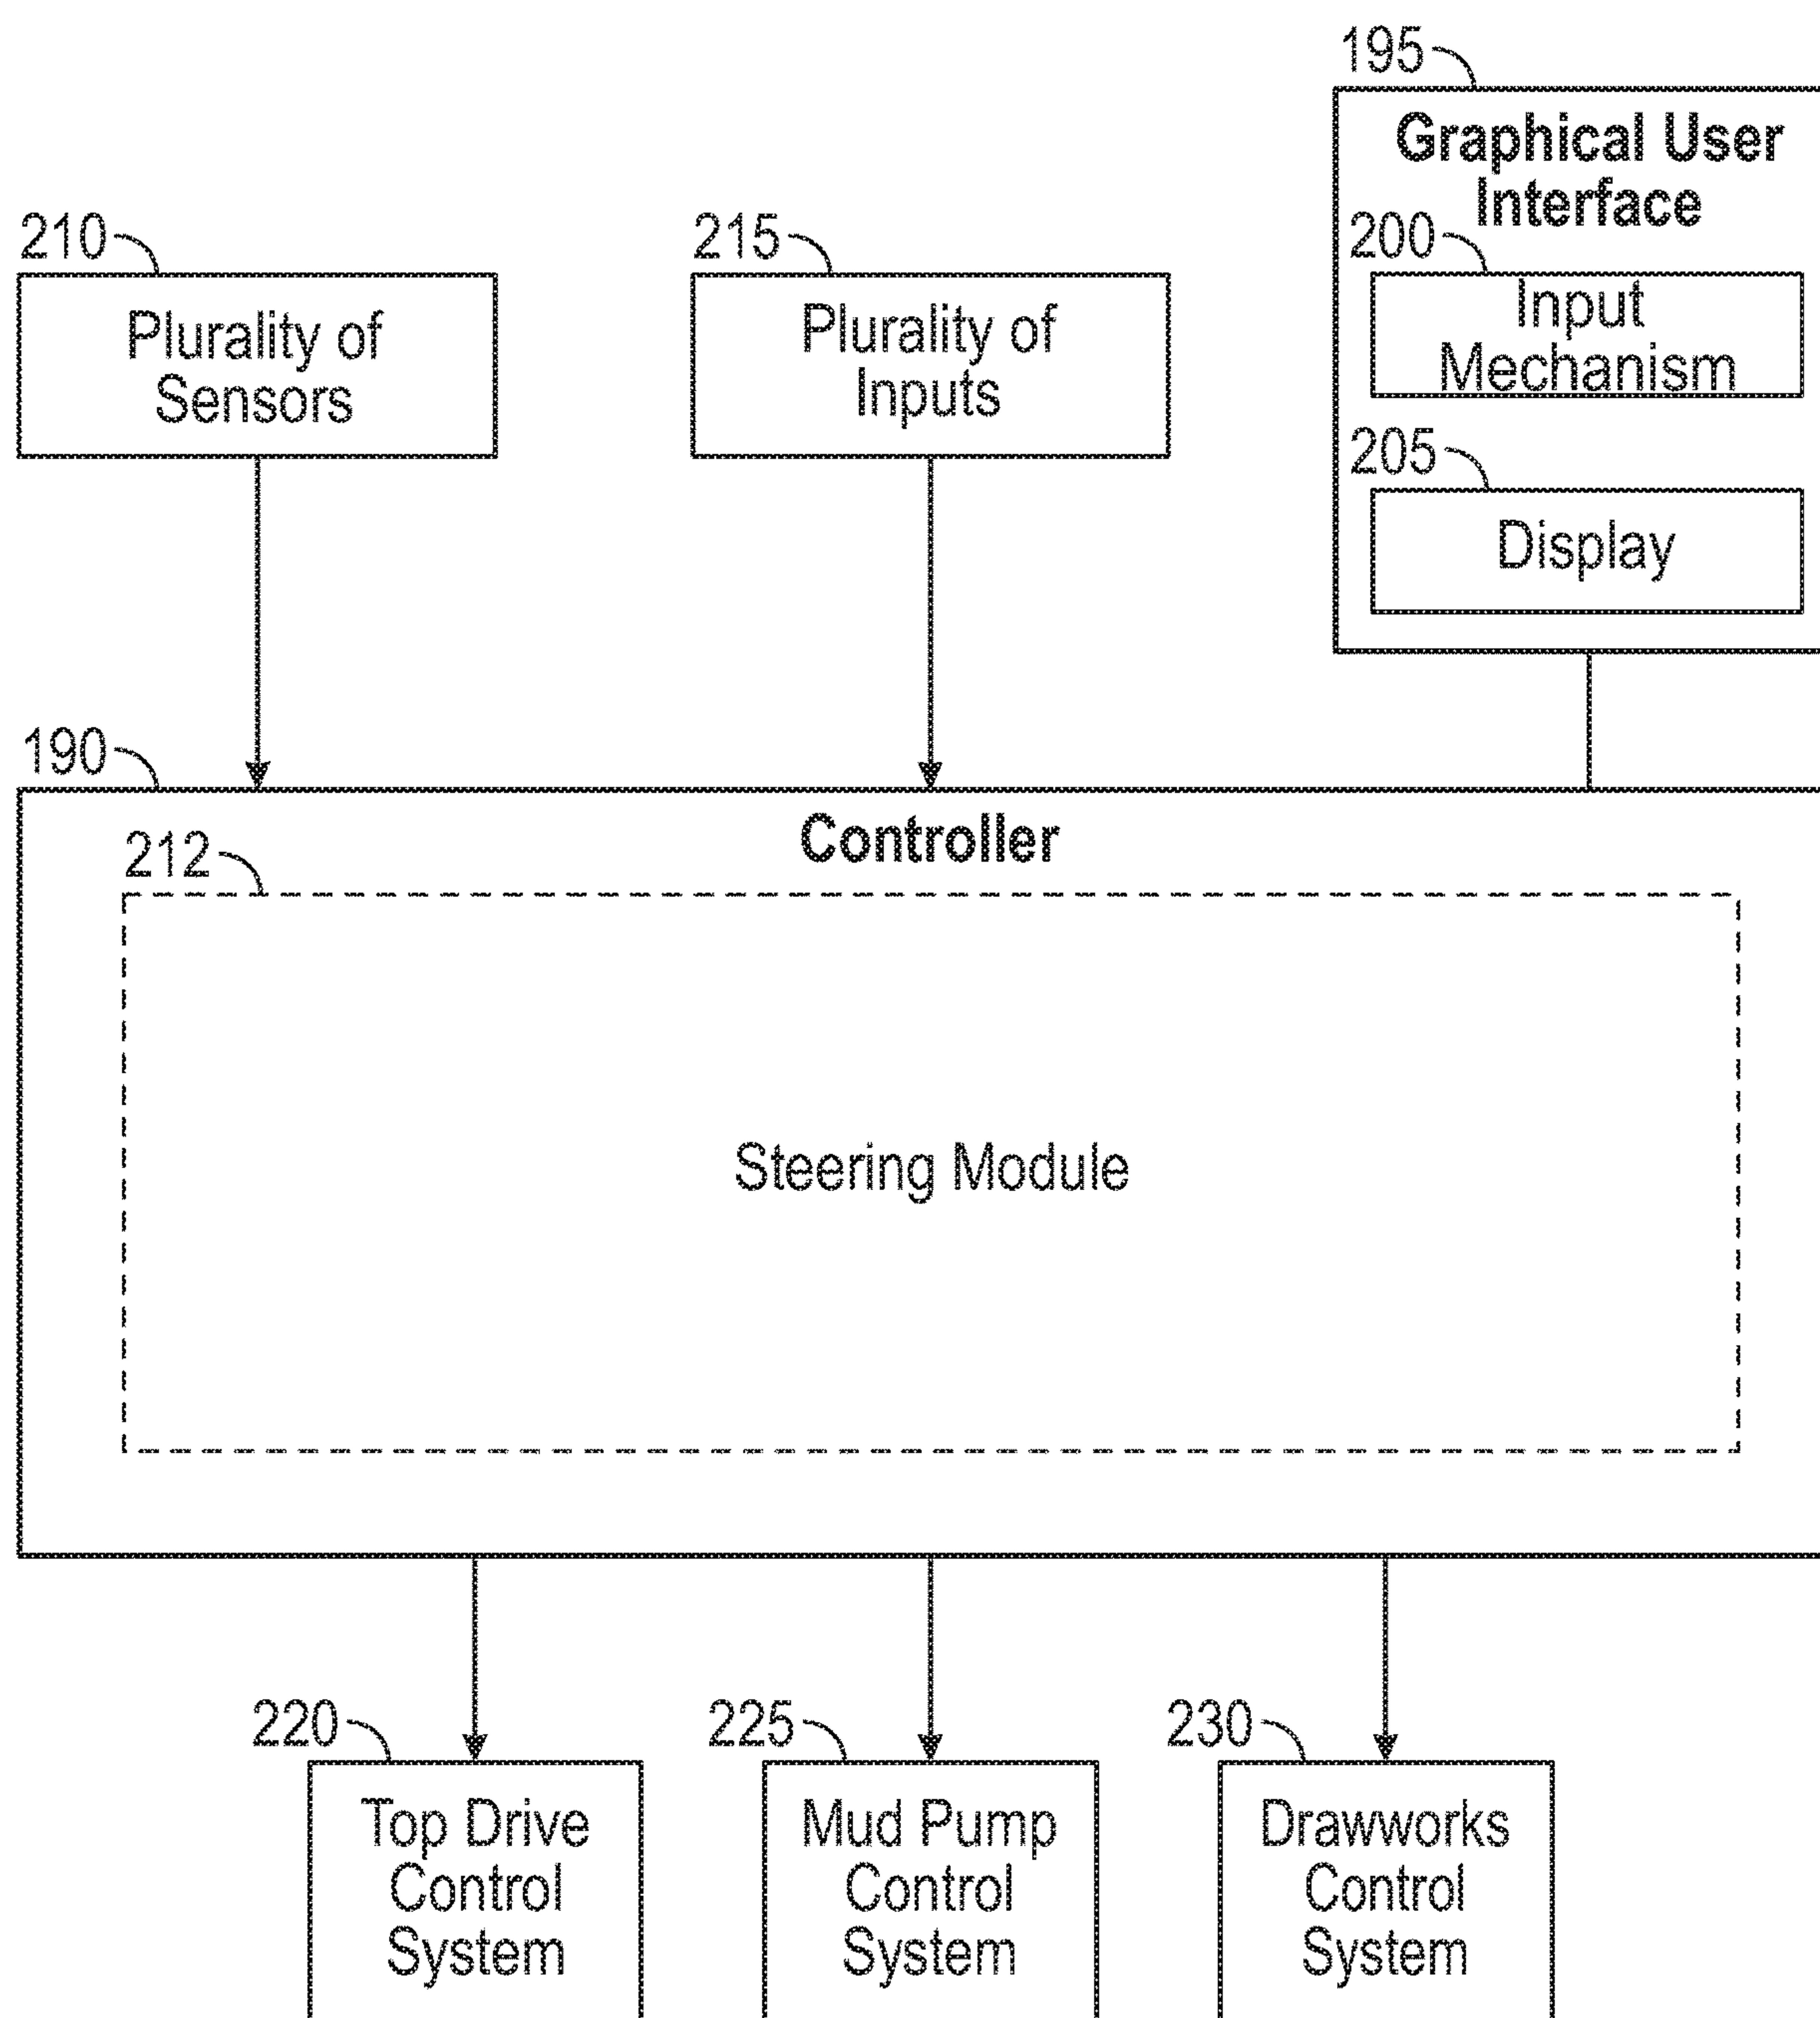 195
Graphical User
Interface
210
215
200
Plurality of
Sensors
Plurality of
Inputs
Input
Mechanism
205
Display
190
Controller
212
Steering Module
220
225
230
Top Drive
Control
System
Mud Pump
Control
System
Drawworks
Control
System